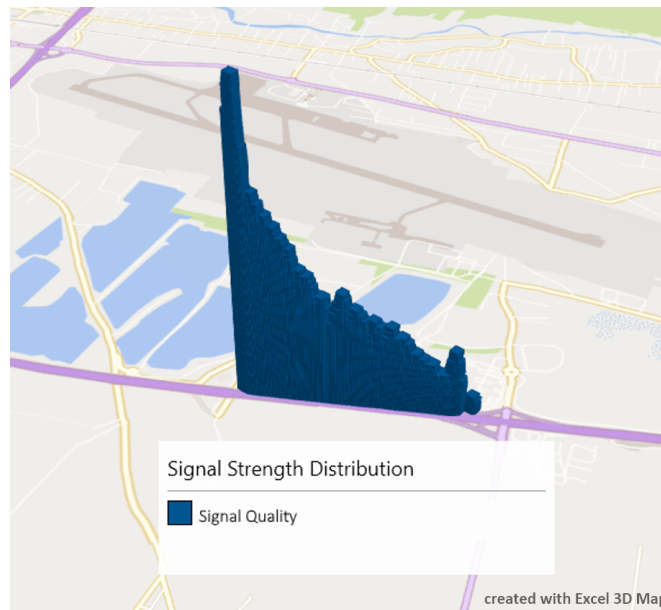 Signal Strength Distribution
Signal Quality
created with Excel 3D Map